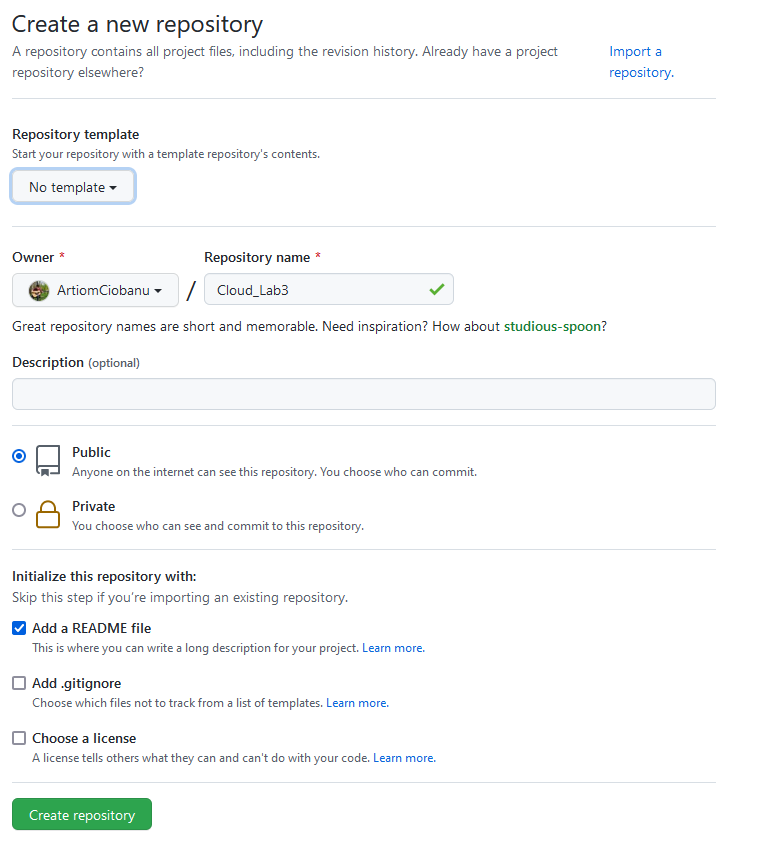 Create a new repository
A repository contains all project files, including the revision history. Already have a project
repository elsewhere?
Import a
repository.
Repository template
Start your repository with a template repository's contents.
No template
Owner *
Repository name *
ArtiomCiobanu
/
Cloud_Lab3
Great repository names are short and memorable. Need inspiration? How about studious-spoon?
Description (optional)
Public
Anyone on the internet can see this repository. You choose who can commit.
Private
You choose who can see and commit to this repository.
Initialize this repository with:
Skip this step if you're importing an existing repository.
Add a README file
This is where you can write a long description for your project. Learn more.
Add .gitignore
Choose which files not to track from a list of templates. Learn more.
Choose a license
A license tells others what they can and can't do with your code. Learn more.
Create repository